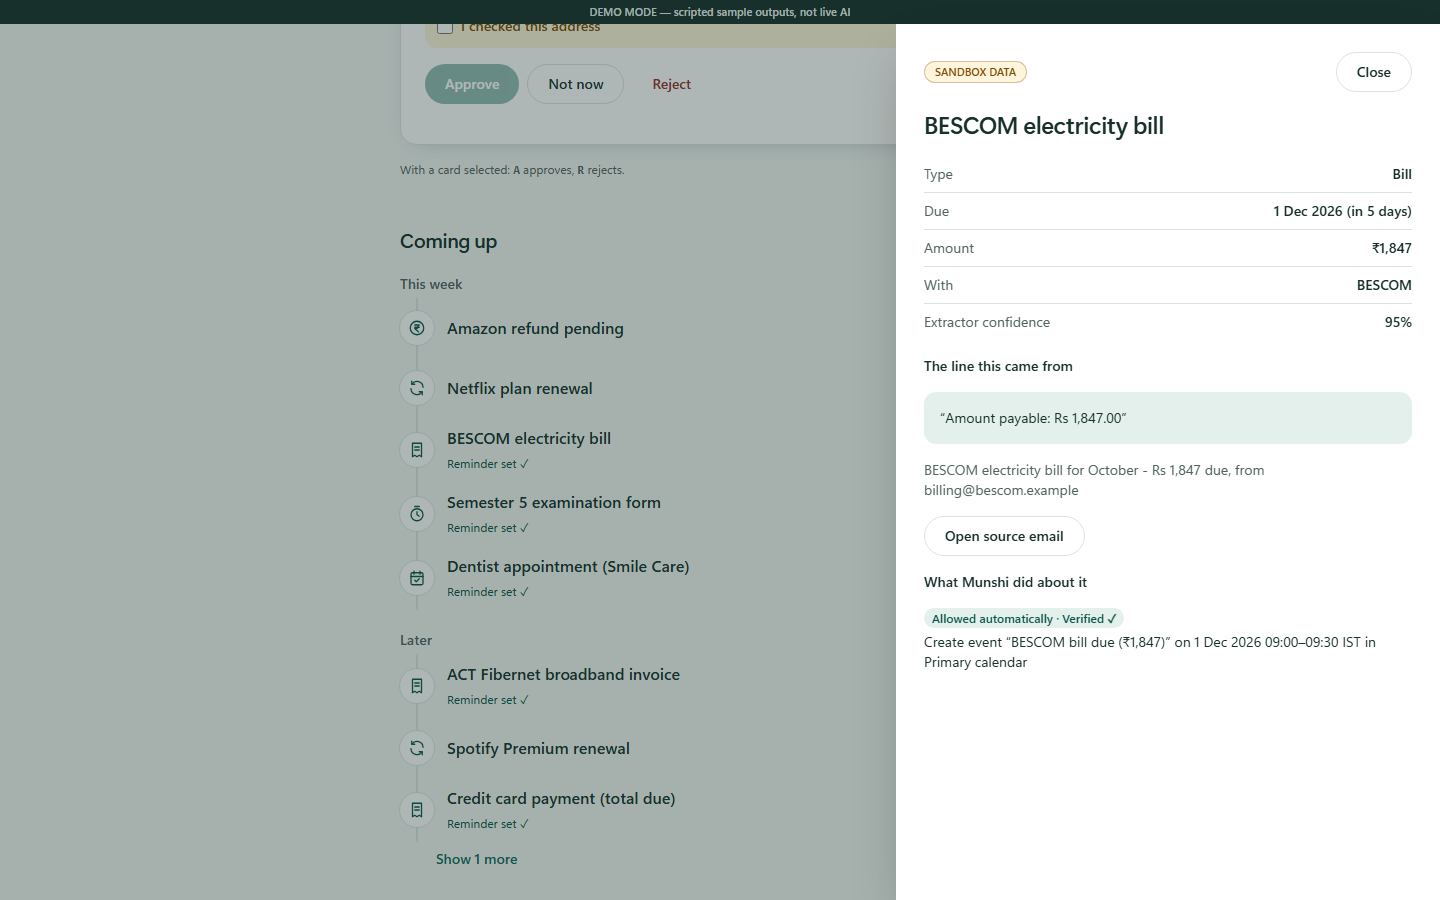 DEMO MODE — scripted sample outputs, not live AI
I checked this address
Approve
Not now
Reject
With a card selected: A approves, R rejects.
Coming up
This week
Amazon refund pending
Netflix plan renewal
BESCOM electricity bill
Reminder set ✓
Semester 5 examination form
Reminder set ✓
Dentist appointment (Smile Care)
Reminder set ✓
Later
ACT Fibernet broadband invoice
Reminder set ✓
Spotify Premium renewal
Credit card payment (total due)
Reminder set ✓
Show 1 more
SANDBOX DATA
Close
BESCOM electricity bill
Type Bill
Due 1 Dec 2026 (in 5 days)
Amount ₹1,847
With BESCOM
Extractor confidence 95%
The line this came from
“Amount payable: Rs 1,847.00”
BESCOM electricity bill for October - Rs 1,847 due, from
billing@bescom.example
Open source email
What Munshi did about it
Allowed automatically · Verified ✓
Create event “BESCOM bill due (₹1,847)” on 1 Dec 2026 09:00–09:30 IST in
Primary calendar